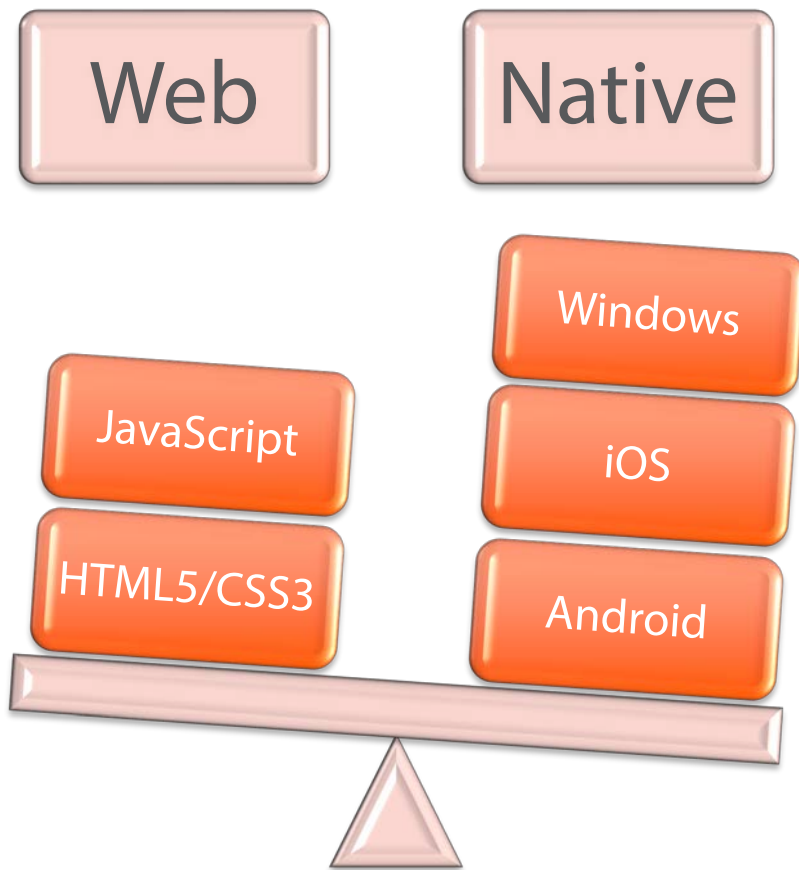 Web
Native
JavaScript
HTML5/CSS3
Windows
iOS
Android